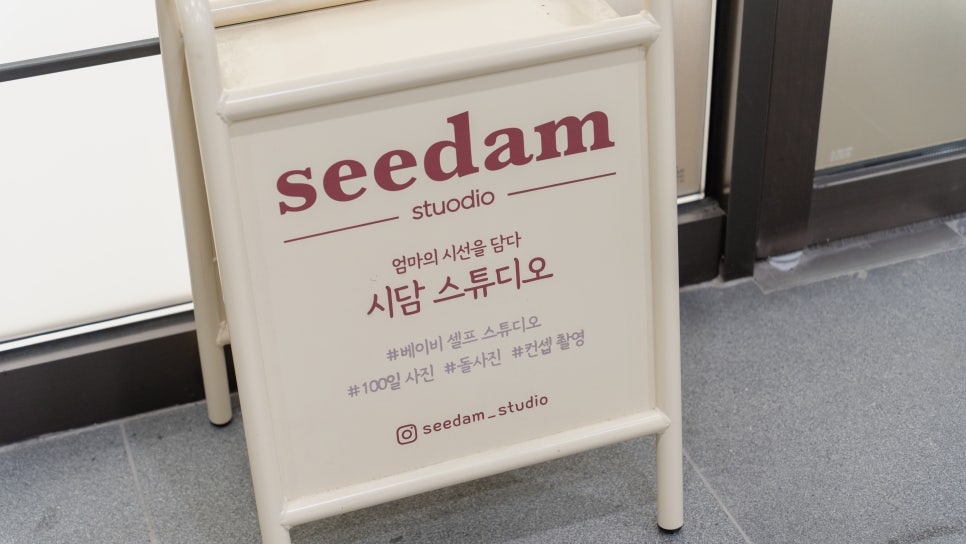 seedam
stuodio
엄마의 시선을 담다
시담 스튜디오
#베이비 셀프 스튜디오
#100일 사진 #돌사진 #컨셉 촬영
seedam_studio